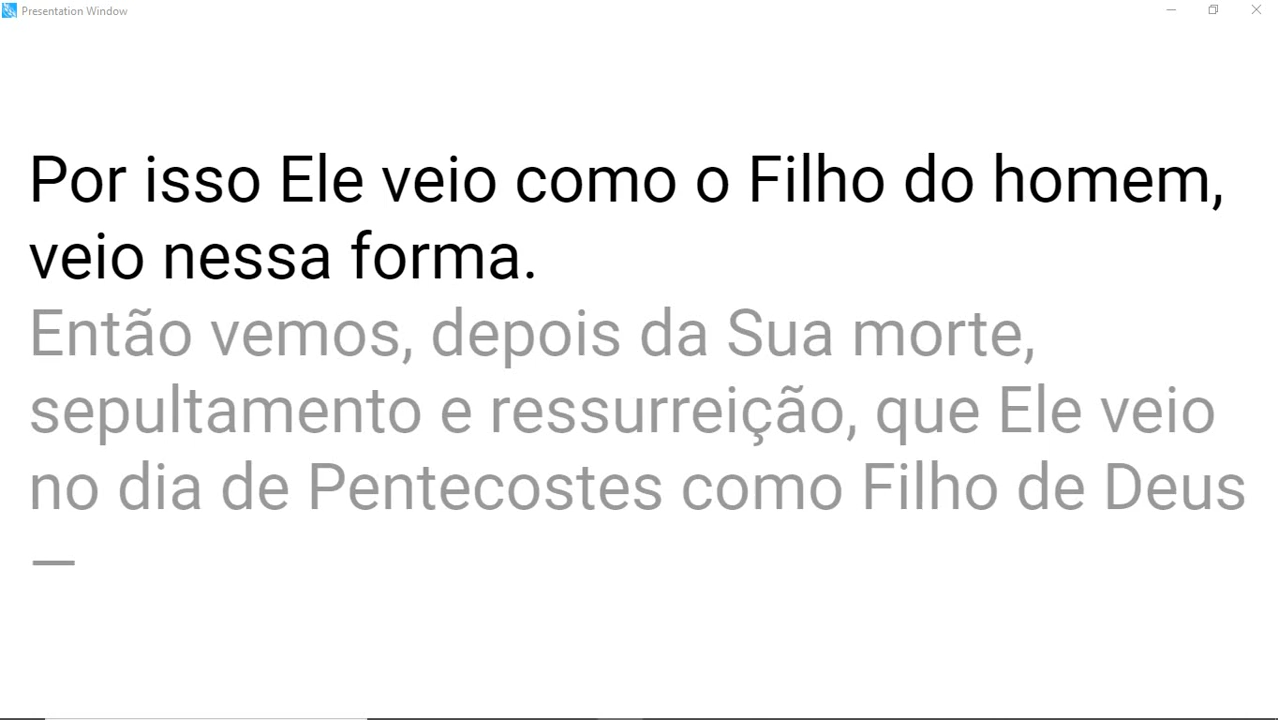 Presentation Window
Por isso Ele veio como o Filho do homem,
veio nessa forma.
Então vemos, depois da Sua morte,
sepultamento e ressurreição, que Ele veio
no dia de Pentecostes como Filho de Deus
—